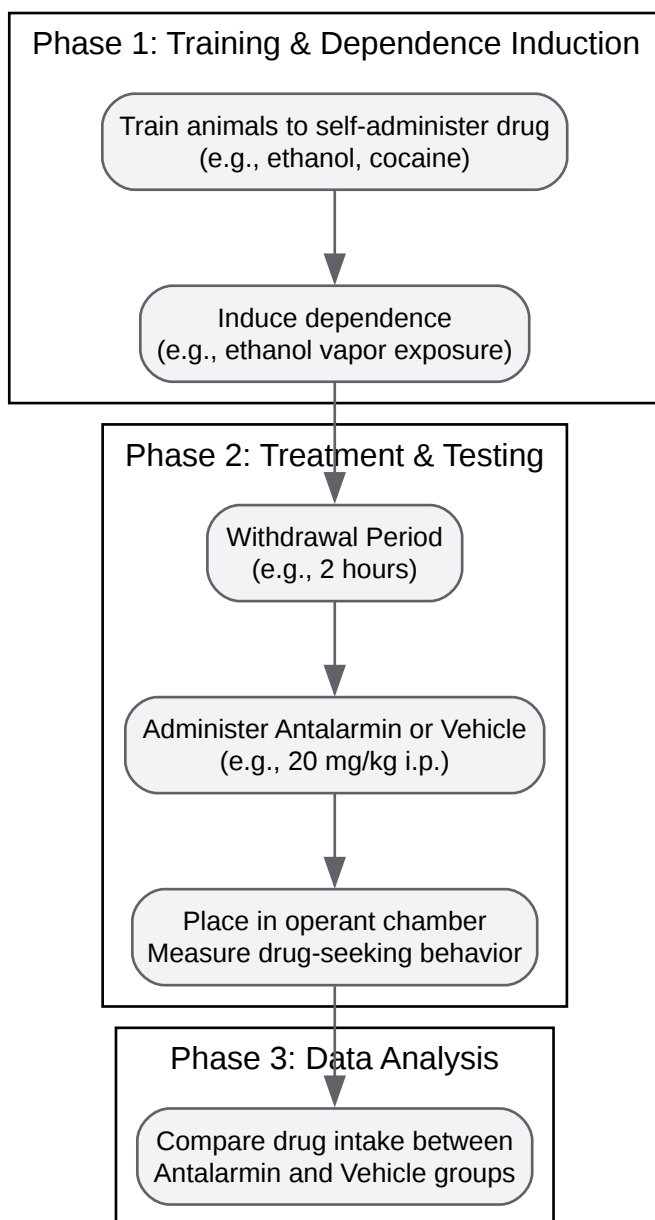 Phase 1: Training & Dependence Induction
Train animals to self-administer drug
(e.g., ethanol, cocaine)
Induce dependence
(e.g., ethanol vapor exposure)
Phase 2: Treatment & Testing
Withdrawal Period
(e.g., 2 hours)
Administer Antalarmin or Vehicle
(e.g., 20 mg/kg i.p.)
Place in operant chamber
Measure drug-seeking behavior
Phase 3: Data Analysis
Compare drug intake between
Antalarmin and Vehicle groups